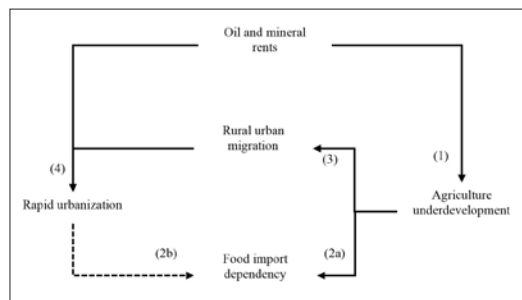 Oil and mineral
rents
Rural urban
migration
(3)
(1)
(4)
Rapid urbanization
Agriculture
underdevelopment
(2b)
Food import
dependency
(2a)